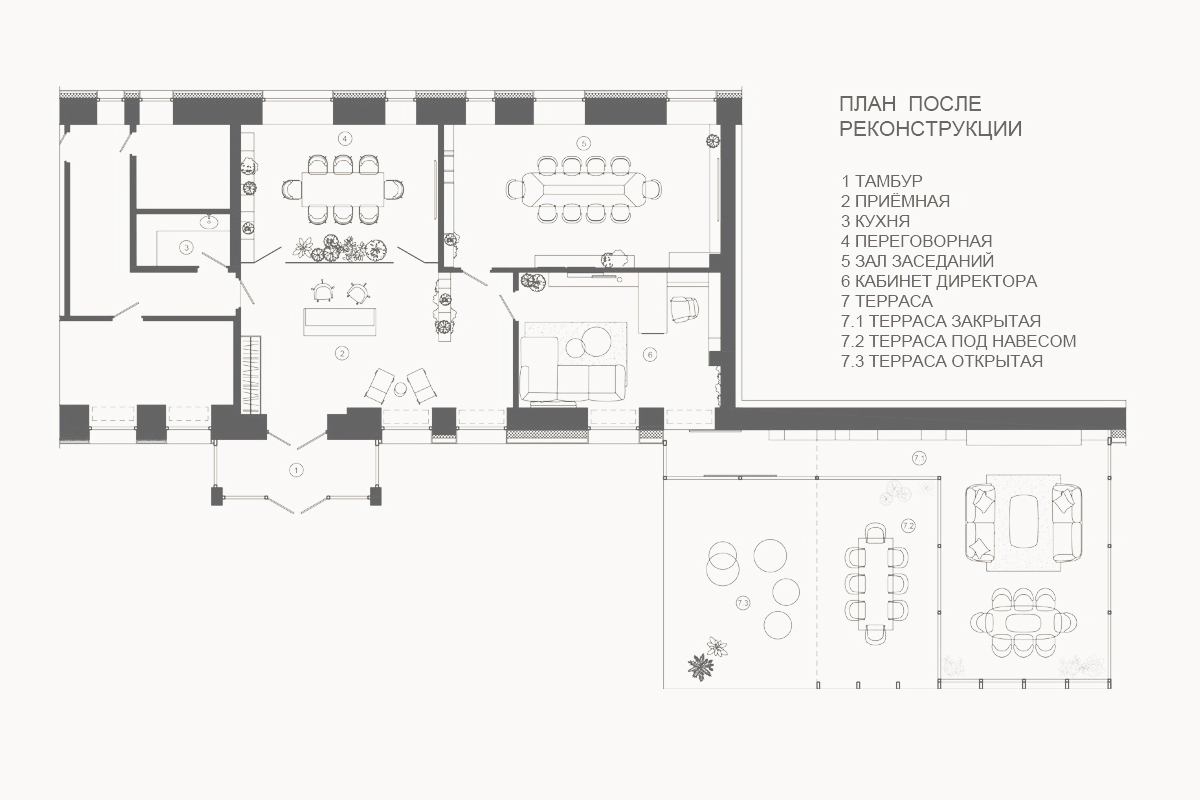 ПЛАН ПОСЛЕ
РЕКОНСТРУКЦИИ
1 ТАМБУР
2 ПРИЁМНАЯ
3 КУХНЯ
4 ПЕРЕГОВОРНАЯ
5 ЗАЛ ЗАСЕДАНИЙ
6 КАБИНЕТ ДИРЕКТОРА
7 ТЕРРАСА
7.1 ТЕРРАСА ЗАКРЫТАЯ
7.2 ТЕРРАСА ПОД НАВЕСОМ
7.3 ТЕРРАСА ОТКРЫТАЯ
4
5
3
2
6
1
7.1
7.2
7.3